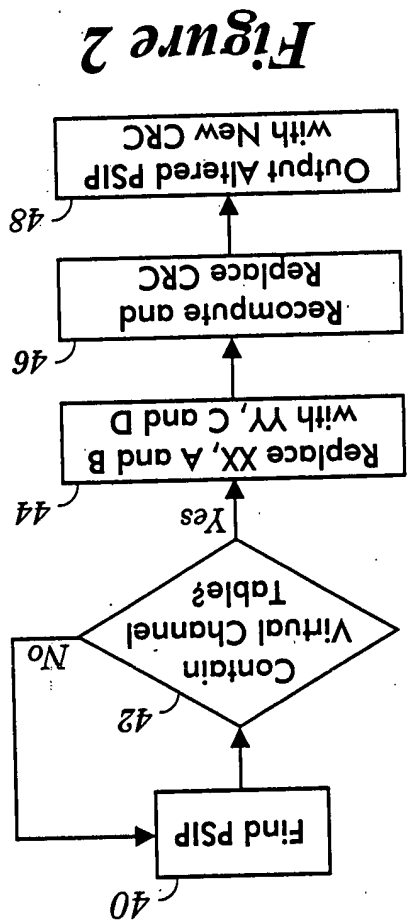 40
Find PSIP
42
Contain
Virtual Channel
Table?
No
Yes
44
Replace XX, A and B
with YY, C and D
46
Recompute and
Replace CRC
48
Output Altered PSIP
with New CRC
Figure 2